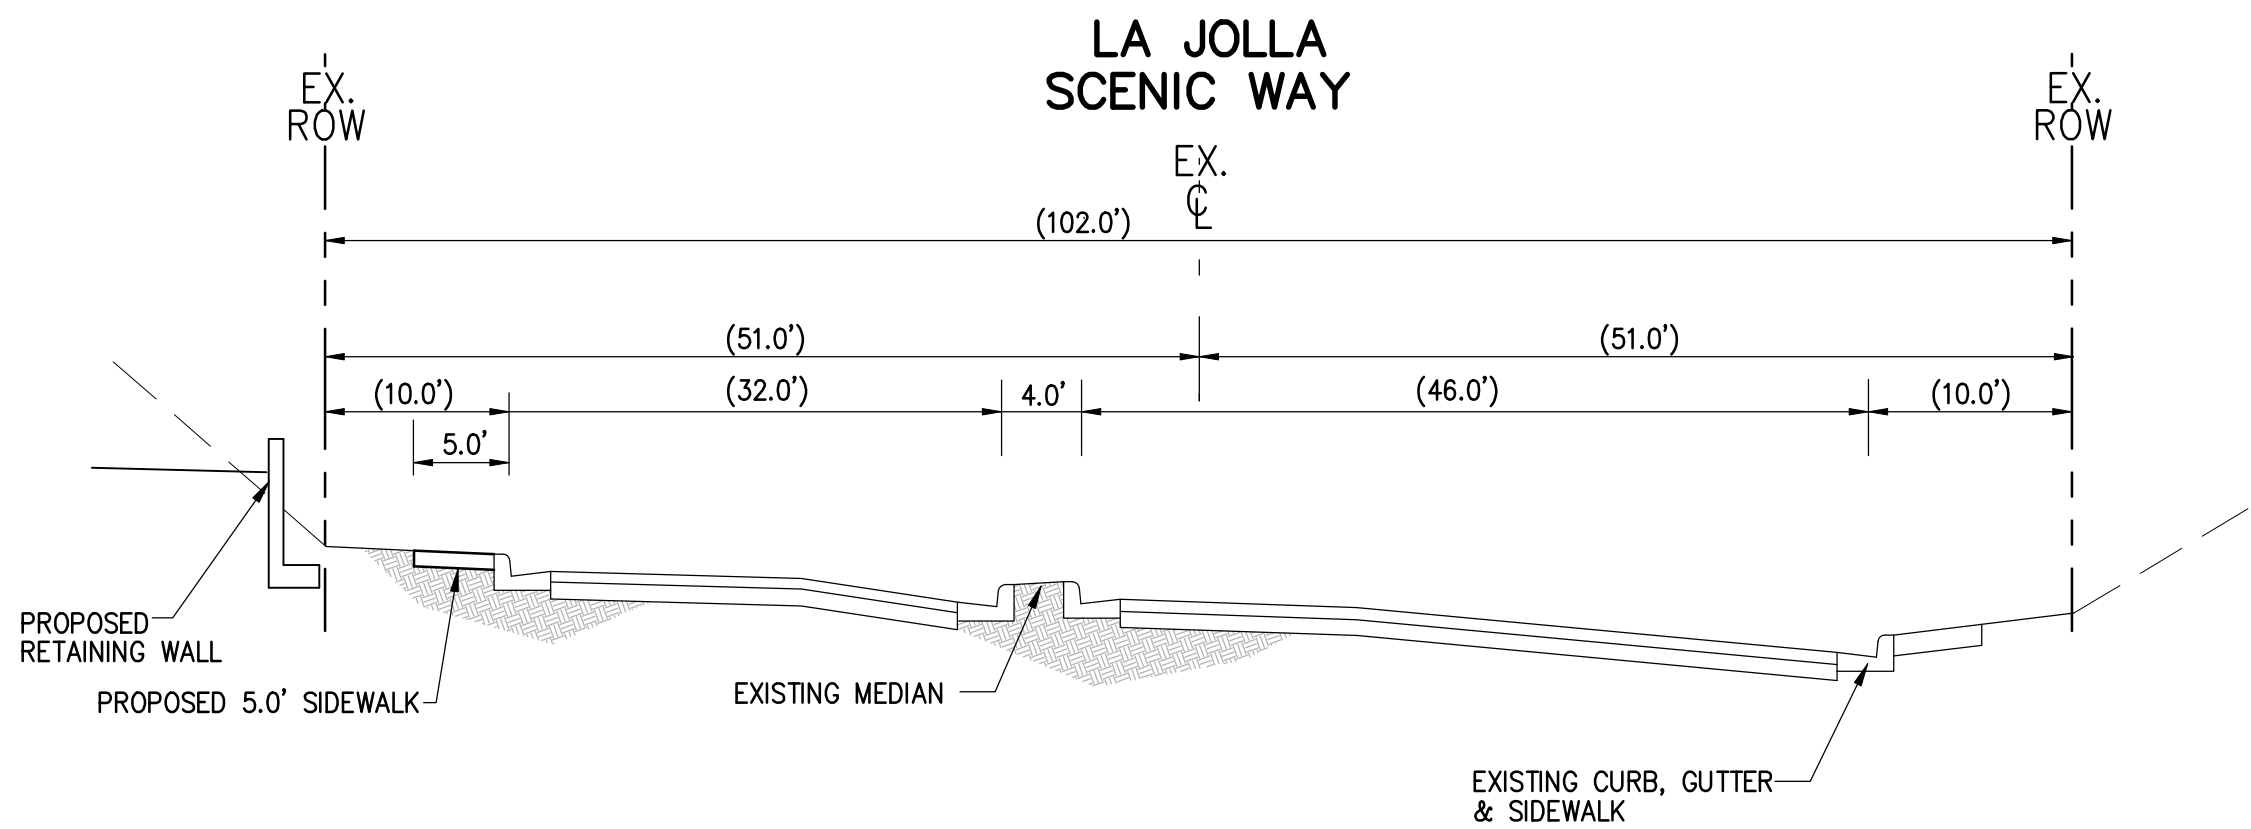 LA JOLLA
SCENIC WAY
EX.
ROW
EX.
℄
EX.
ROW
(102.0')
(51.0')
(51.0')
(10.0')
(32.0')
4.0'
(46.0')
(10.0')
5.0'
PROPOSED
RETAINING WALL
PROPOSED 5.0' SIDEWALK
EXISTING MEDIAN
EXISTING CURB, GUTTER
& SIDEWALK